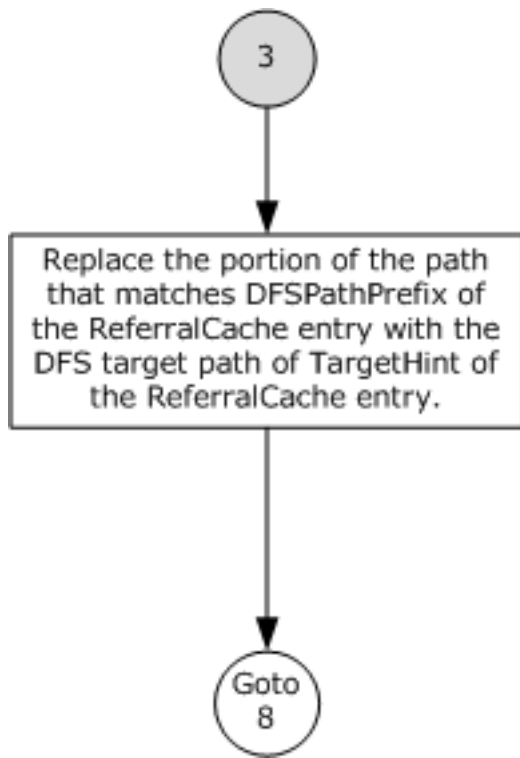 3
Replace the portion of the path
that matches DFSPathPrefix of
the ReferralCache entry with the
DFS target path of TargetHint of
the ReferralCache entry.
Goto
8